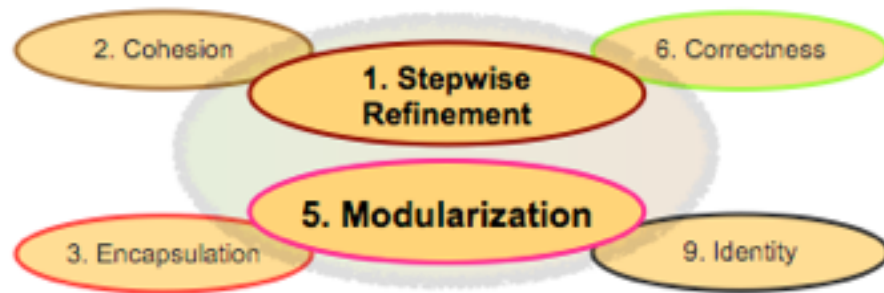 2. Cohesion
6. Correctness
1. Stepwise
Refinement
5. Modularization
3. Encapsulation
9. Identity